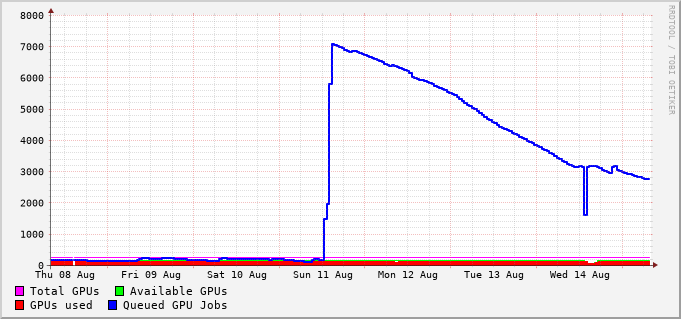 8000
7000
6000
5000
4000
3000
2000
1000
0
Thu 08 Aug Fri 09 Aug Sat 10 Aug Sun 11 Aug Mon 12 Aug Tue 13 Aug Wed 14 Aug
Total GPUs Available GPUs
GPUs used Queued GPU Jobs
RRDTOOL / TOBI OETIKER